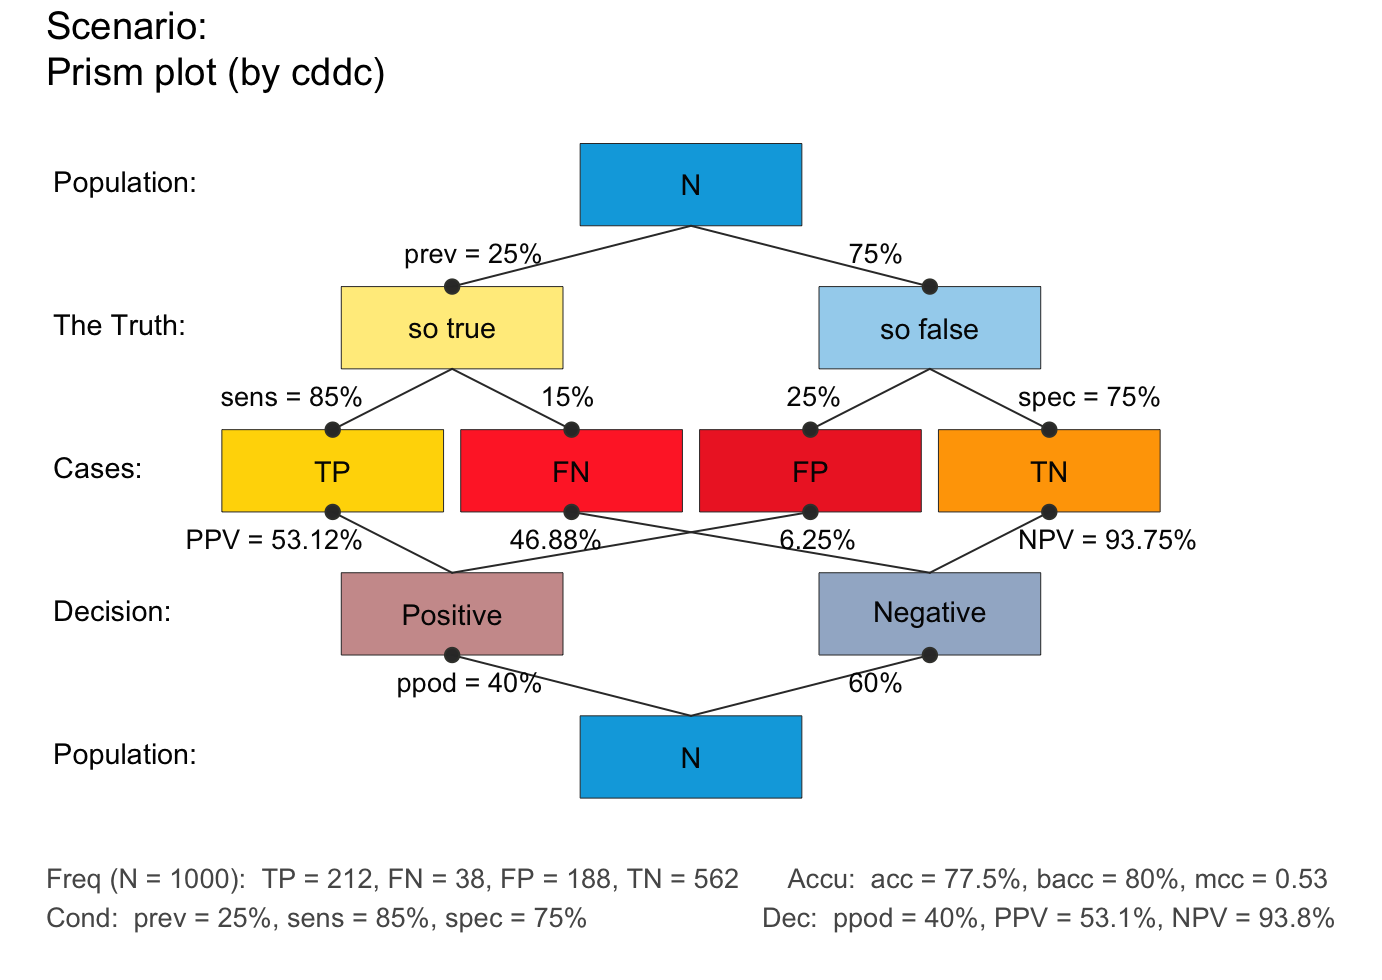 Scenario:
Prism plot (by cddc)
Population:
N
prev = 25%
75%
The Truth:
so true
so false
sens = 85%
15%
25%
spec = 75%
Cases:
TP
FN
FP
TN
PPV = 53.12%
46.88%
6.25%
NPV = 93.75%
Decision:
Positive
Negative
ppod = 40%
60%
Population:
N
Freq (N = 1000):  TP = 212, FN = 38, FP = 188, TN = 562
Accu:  acc = 77.5%, bacc = 80%, mcc = 0.53
Cond:  prev = 25%, sens = 85%, spec = 75%
Dec:  ppod = 40%, PPV = 53.1%, NPV = 93.8%